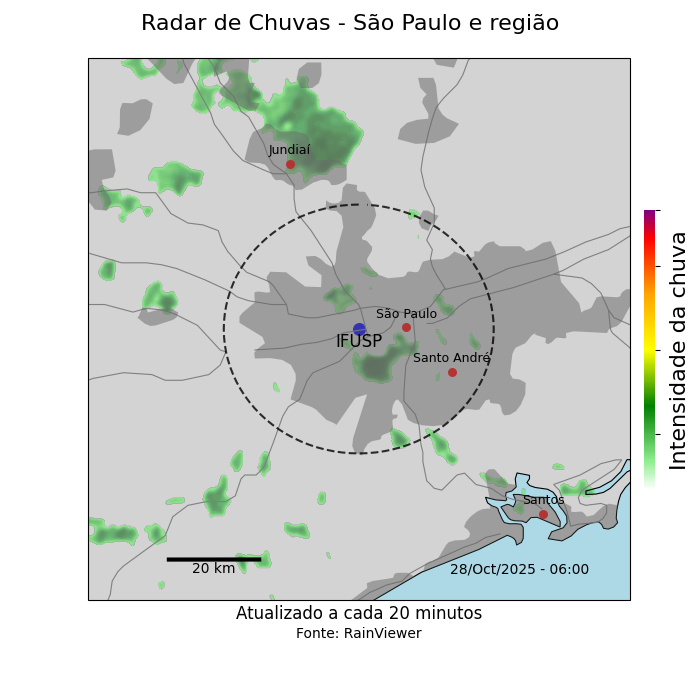 Radar de Chuvas - São Paulo e região
Jundiaí
São Paulo
IFUSP
Santo André
Santos
20 km
28/Oct/2025 - 06:00
Intensidade da chuva
Atualizado a cada 20 minutos
Fonte: RainViewer